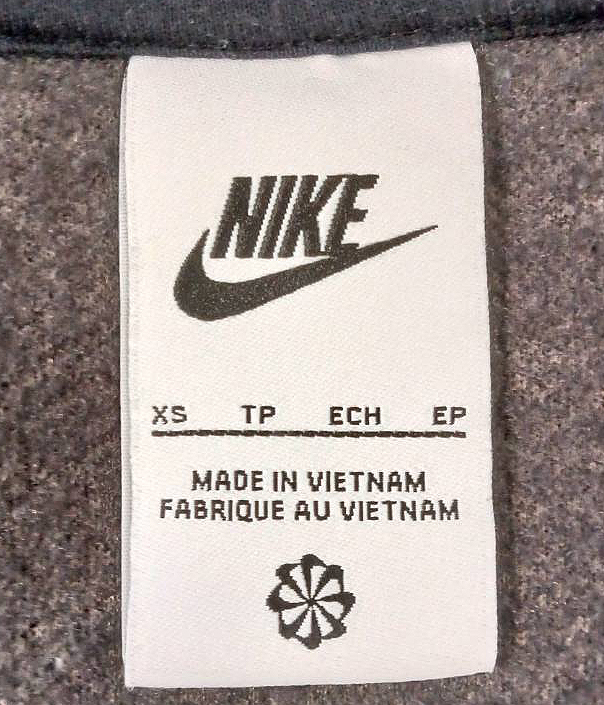 NIKE
XS TP ECH EP
MADE IN VIETNAM
FABRIQUE AU VIETNAM